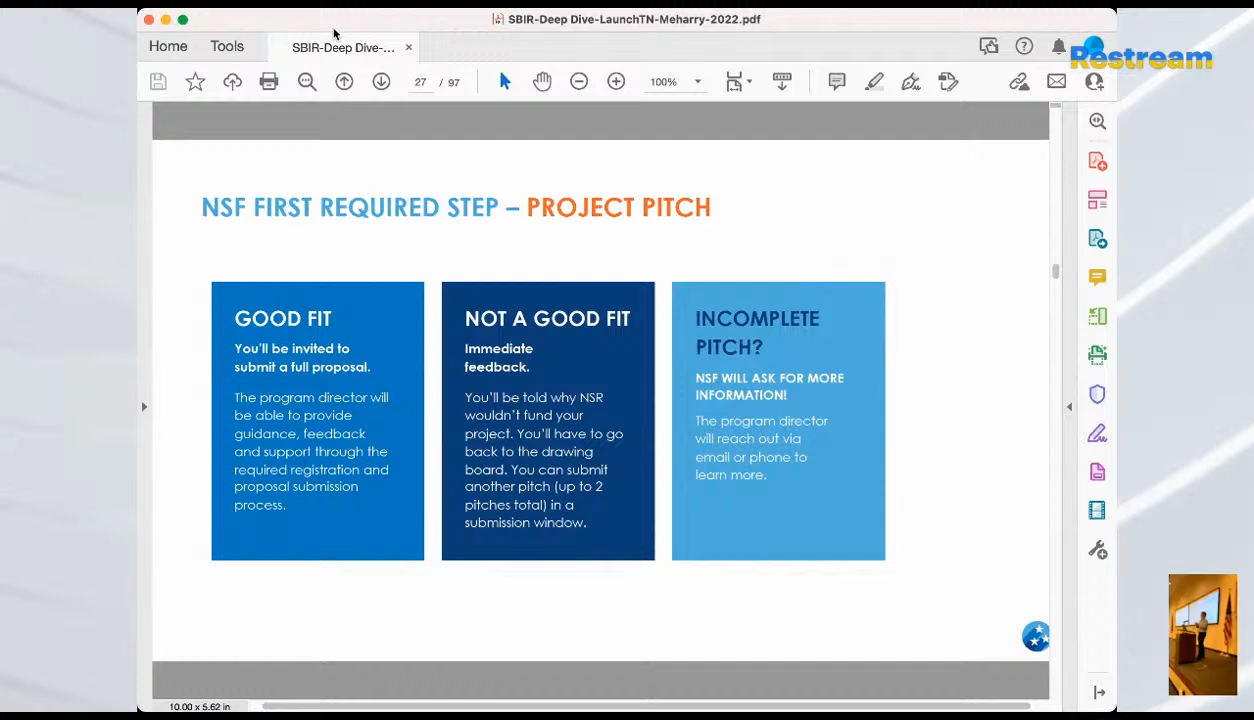 SBIR-Deep Dive-LaunchTN-Meharry-2022.pdf
Home
Tools
SBIR-Deep Dive-...
Restream
27 / 97
100%
NSF FIRST REQUIRED STEP – PROJECT PITCH
GOOD FIT
You'll be invited to
submit a full proposal.
The program director will
be able to provide
guidance, feedback
and support through the
required registration and
proposal submission
process.
NOT A GOOD FIT
Immediate
feedback.
You'll be told why NSR
wouldn't fund your
project. You'll have to go
back to the drawing
board. You can submit
another pitch (up to 2
pitches total) in a
submission window.
INCOMPLETE
PITCH?
NSF WILL ASK FOR MORE
INFORMATION!
The program director
will reach out via
email or phone to
learn more.
10.00 x 5.62 in